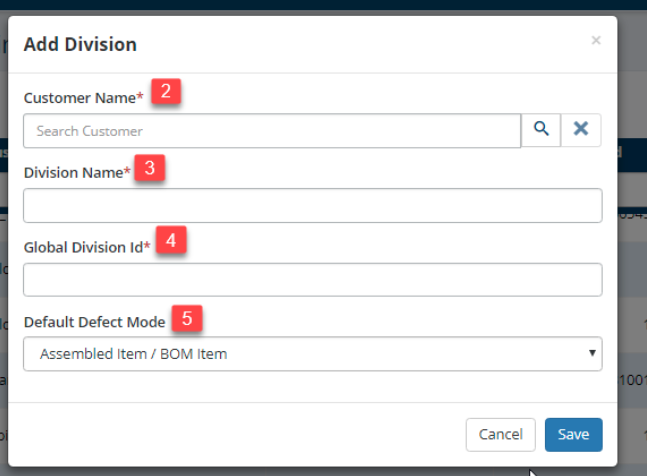 Add Division ×
Customer Name* 2
Search Customer
Division Name* 3
Global Division Id* 4
Default Defect Mode 5
Assembled Item / BOM Item
Cancel Save